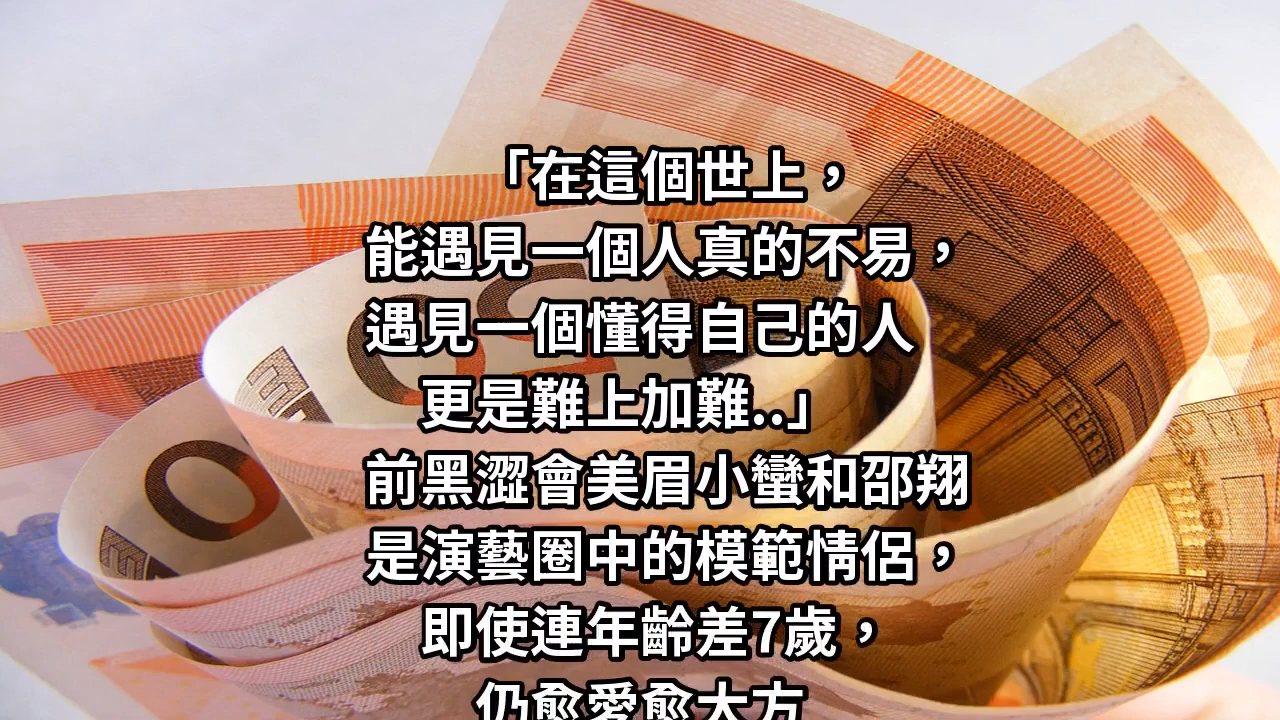 「在這個世上，
能遇見一個人真的不易，
遇見一個懂得自己的人
更是難上加難..」
前黑澀會美眉小蠻和邵翔
是演藝圈中的模範情侶，
即使連年齡差7歲，
仍愈愛愈大方